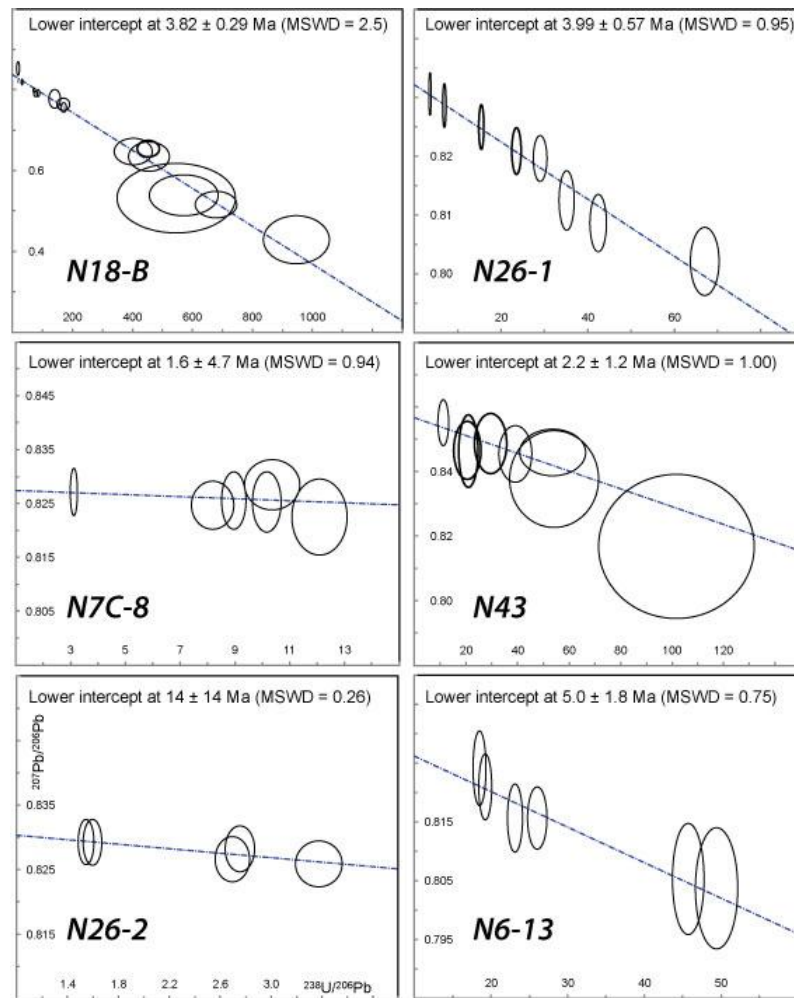 Lower intercept at 3.82 ± 0.29 Ma (MSWD = 2.5)
0.6
0.4
N18-B
200 400 600 800 1000
Lower intercept at 3.99 ± 0.57 Ma (MSWD = 0.95)
0.82
0.81
0.80
N26-1
20 40 60
Lower intercept at 1.6 ± 4.7 Ma (MSWD = 0.94)
0.845
0.835
0.825
0.815
0.805
N7C-8
3 5 7 9 11 13
Lower intercept at 2.2 ± 1.2 Ma (MSWD = 1.00)
0.84
0.82
0.80
N43
20 40 60 80 100 120
Lower intercept at 14 ± 14 Ma (MSWD = 0.26)
²⁰⁷Pb/²⁰⁶Pb
0.835
0.825
0.815
N26-2
1.4 1.8 2.2 2.6 3.0 ²³⁸U/²⁰⁶Pb
Lower intercept at 5.0 ± 1.8 Ma (MSWD = 0.75)
0.815
0.805
0.795
N6-13
20 30 40 50